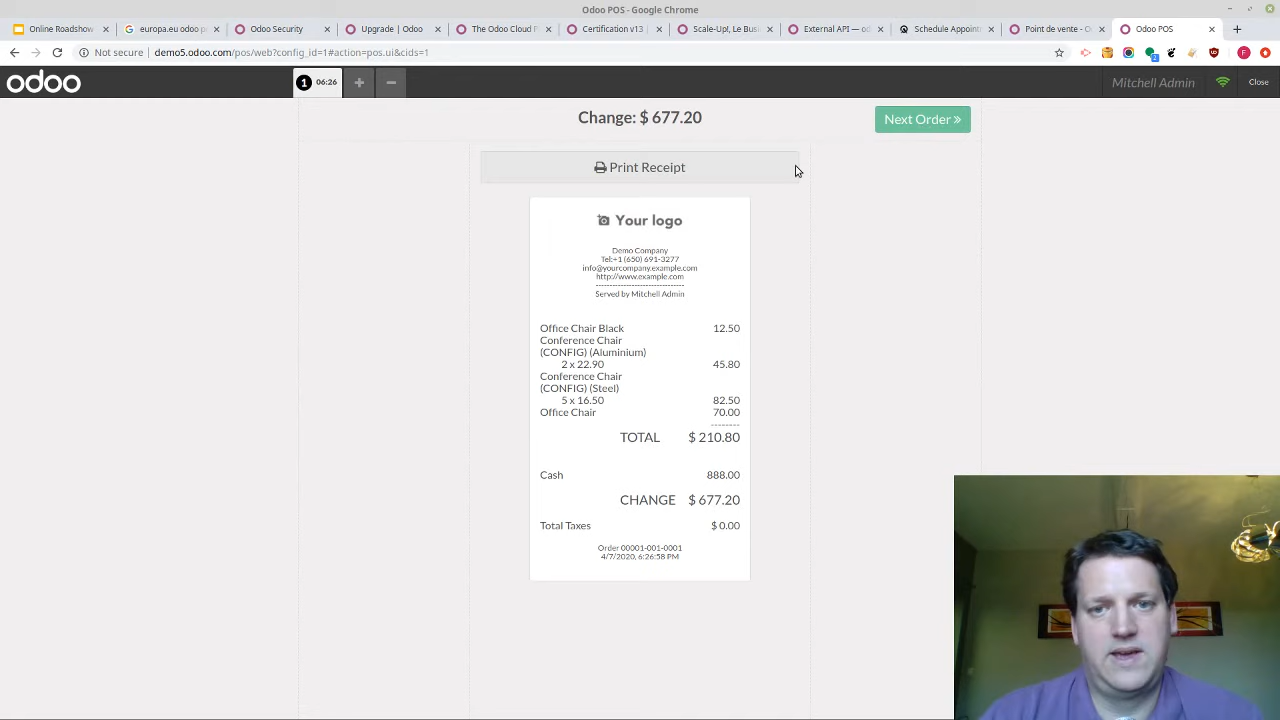 Odoo POS - Google Chrome
Online Roadshow
europa.eu odoo p
Odoo Security
Upgrade | Odoo
The Odoo Cloud P
Certification v13 |
Scale-Up!, Le Bus
External API — od
Schedule Appoint
Point de vente - O
Odoo POS
Not secure
demo5.odoo.com/pos/web?config_id=1#action=pos.ui&cids=1
odoo
1 06:26
Mitchell Admin
Close
Change: $ 677.20
Next Order
Print Receipt
Your logo
Demo Company
Tel:+1 (650) 691-3277
info@yourcompany.example.com
http://www.example.com
--------------------------------
Served by Mitchell Admin
Office Chair Black 12.50
Conference Chair
(CONFIG) (Aluminium)
2 x 22.90 45.80
Conference Chair
(CONFIG) (Steel)
5 x 16.50 82.50
Office Chair 70.00
--------
TOTAL $ 210.80
Cash 888.00
CHANGE $ 677.20
Total Taxes $ 0.00
Order 00001-001-0001
4/7/2020, 6:26:58 PM